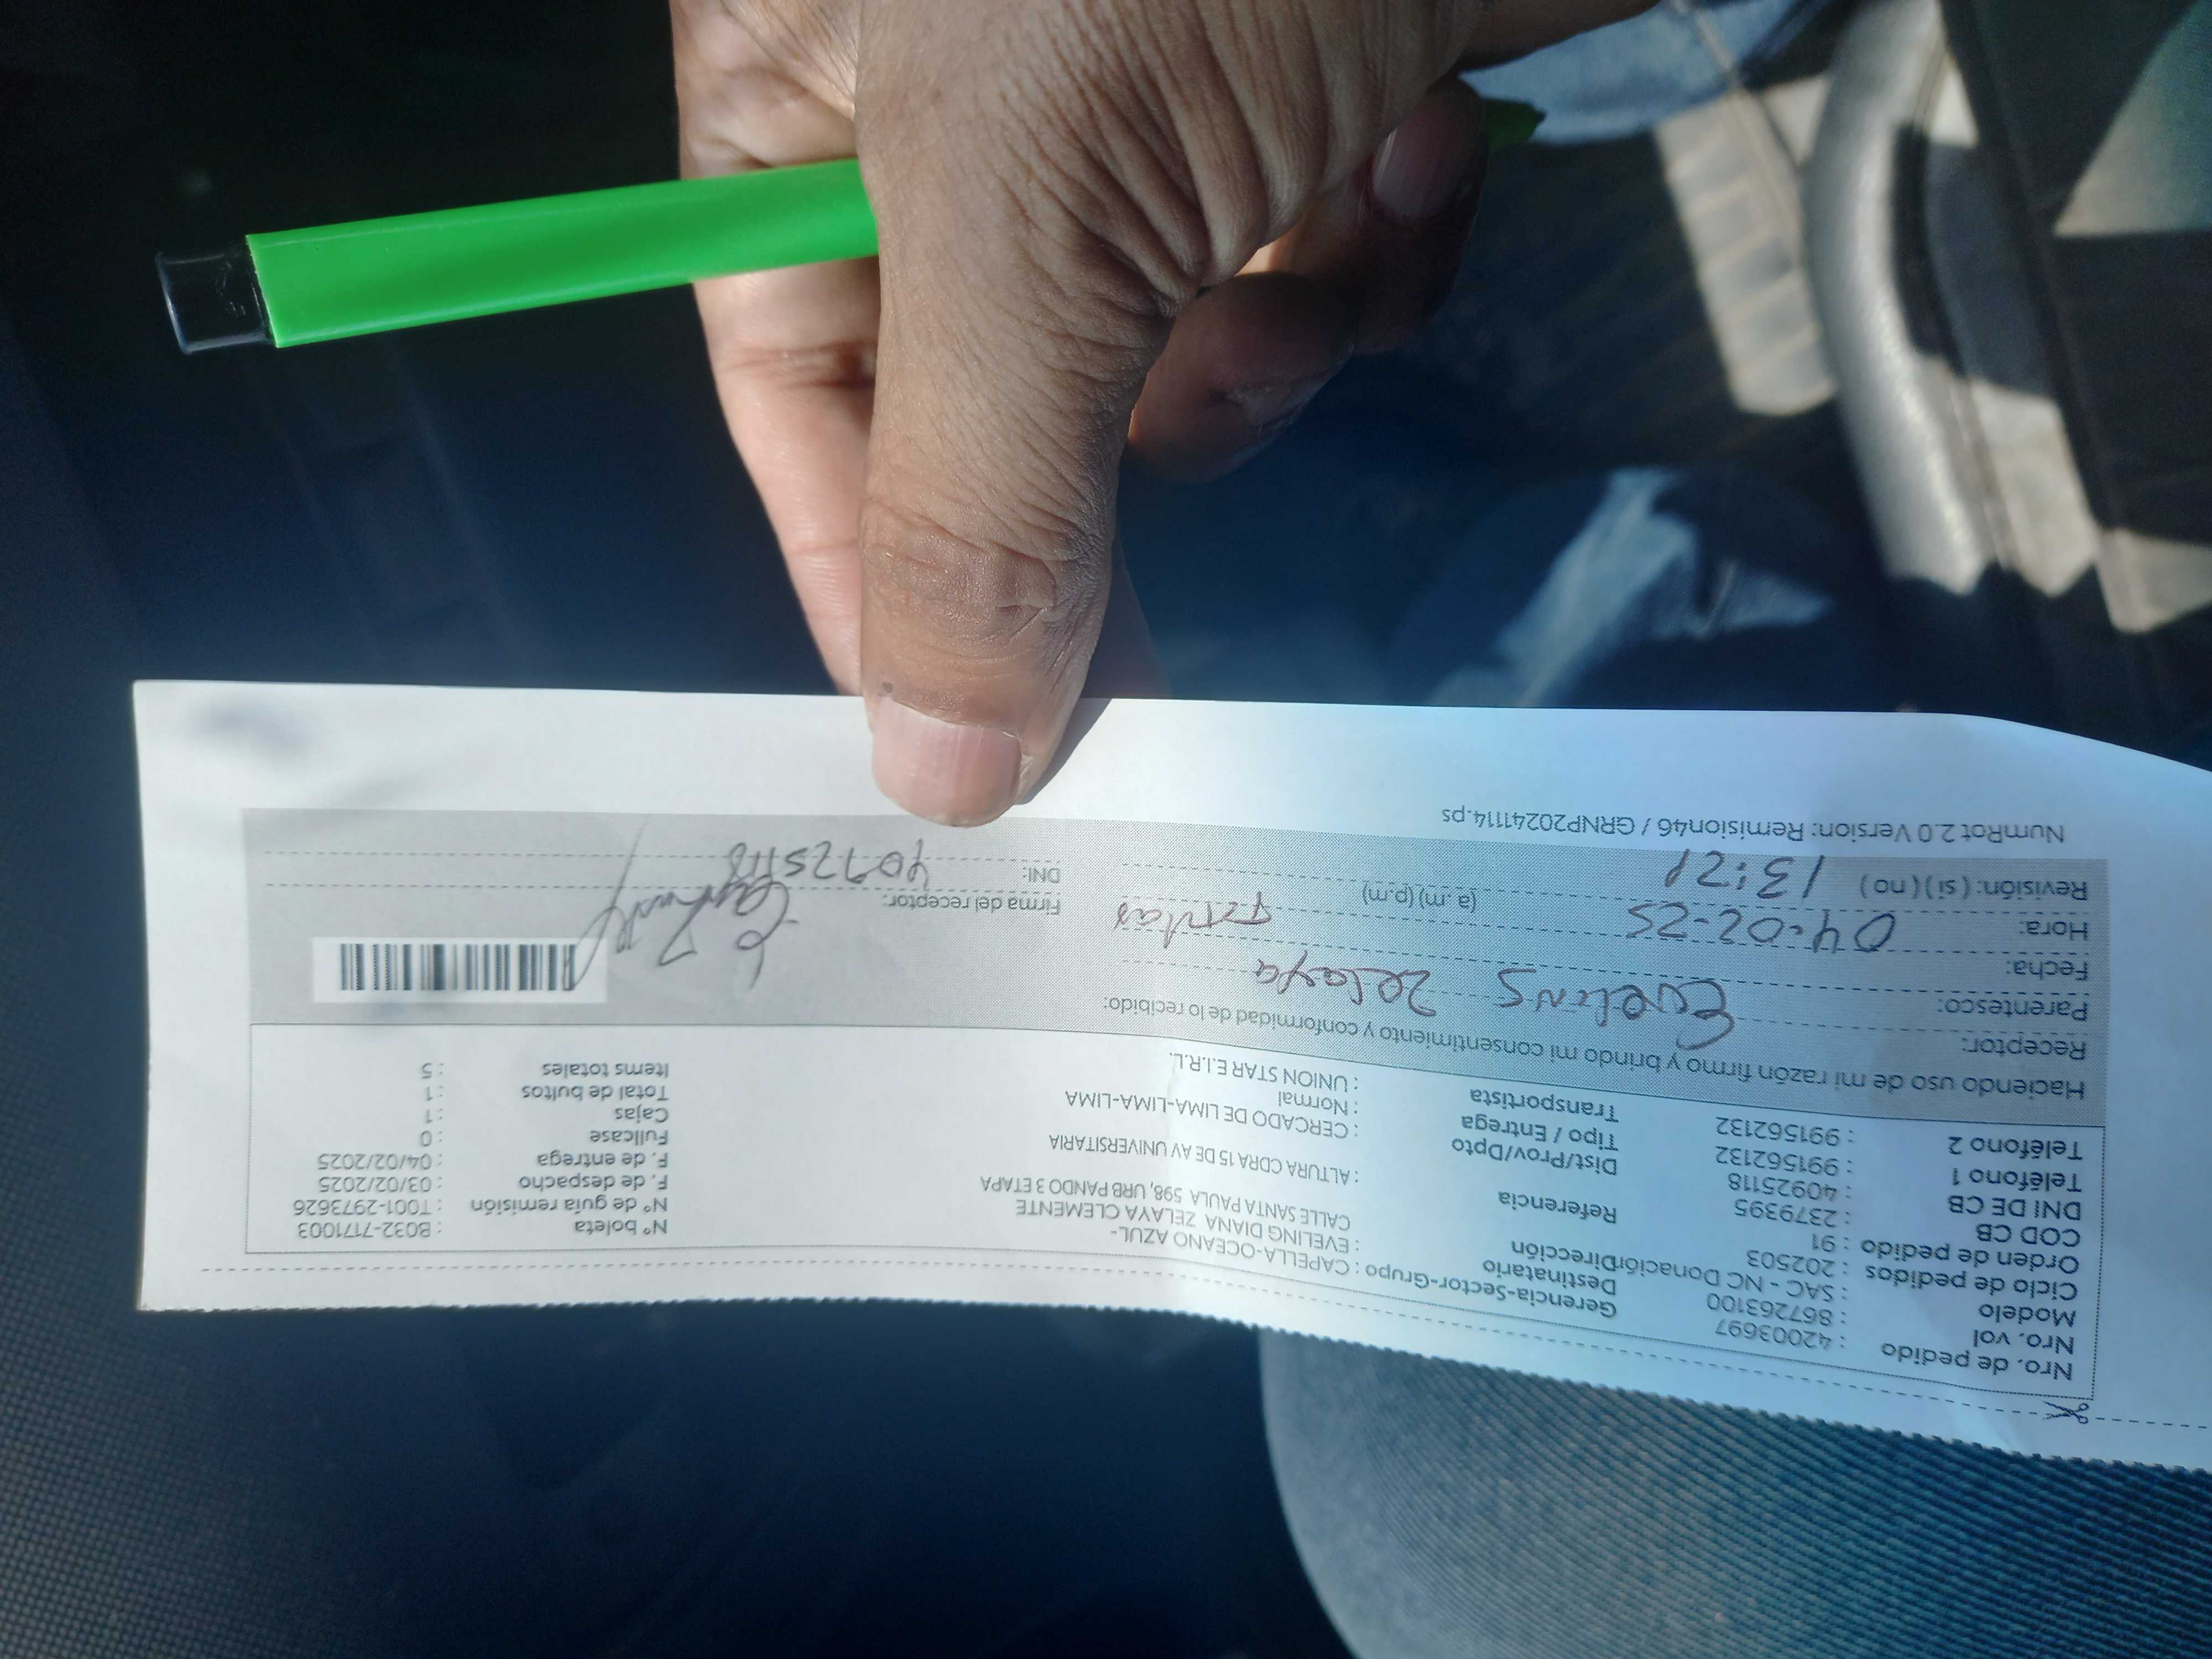 Nro. de pedido : 42003697
Nro. vol : 867263100
Modelo : SAC - NC Donación
Ciclo de pedidos : 202503
Orden de pedido : 91
COD CB : 2379395
DNI DE CB : 40925118
Teléfono 1 : 991562132
Teléfono 2 : 991562132
Gerencia-Sector-Grupo : CAPELLA-OCEANO AZUL-
Destinatario : EVELING DIANA ZELAYA CLEMENTE
Dirección CALLE SANTA PAULA 598, URB PANDO 3 ETAPA
Referencia : ALTURA CDRA 15 DE AV UNIVERSITARIA
Dist/Prov/Dpto : CERCADO DE LIMA-LIMA-LIMA
Tipo / Entrega : Normal
Transportista : UNION STAR E.I.R.L.
N° boleta : B032-7171003
N° de guía remisión : T001-2973626
F. de despacho : 03/02/2025
F. de entrega : 04/02/2025
Fullcase : 0
Cajas : 1
Total de bultos : 1
Items totales : 5
Haciendo uso de mi razón firmo y brindo mi consentimiento y conformidad de lo recibido:
Receptor: Eveling Zelaya
Parentesco:
Fecha: 04-02-25
Hora: 13:21 (a.m) (p.m)
Revisión: ( si ) ( no )
Firma del receptor:
DNI: 40925118
NumRot 2.0 Version: Remision46 / GRNP20241114.ps